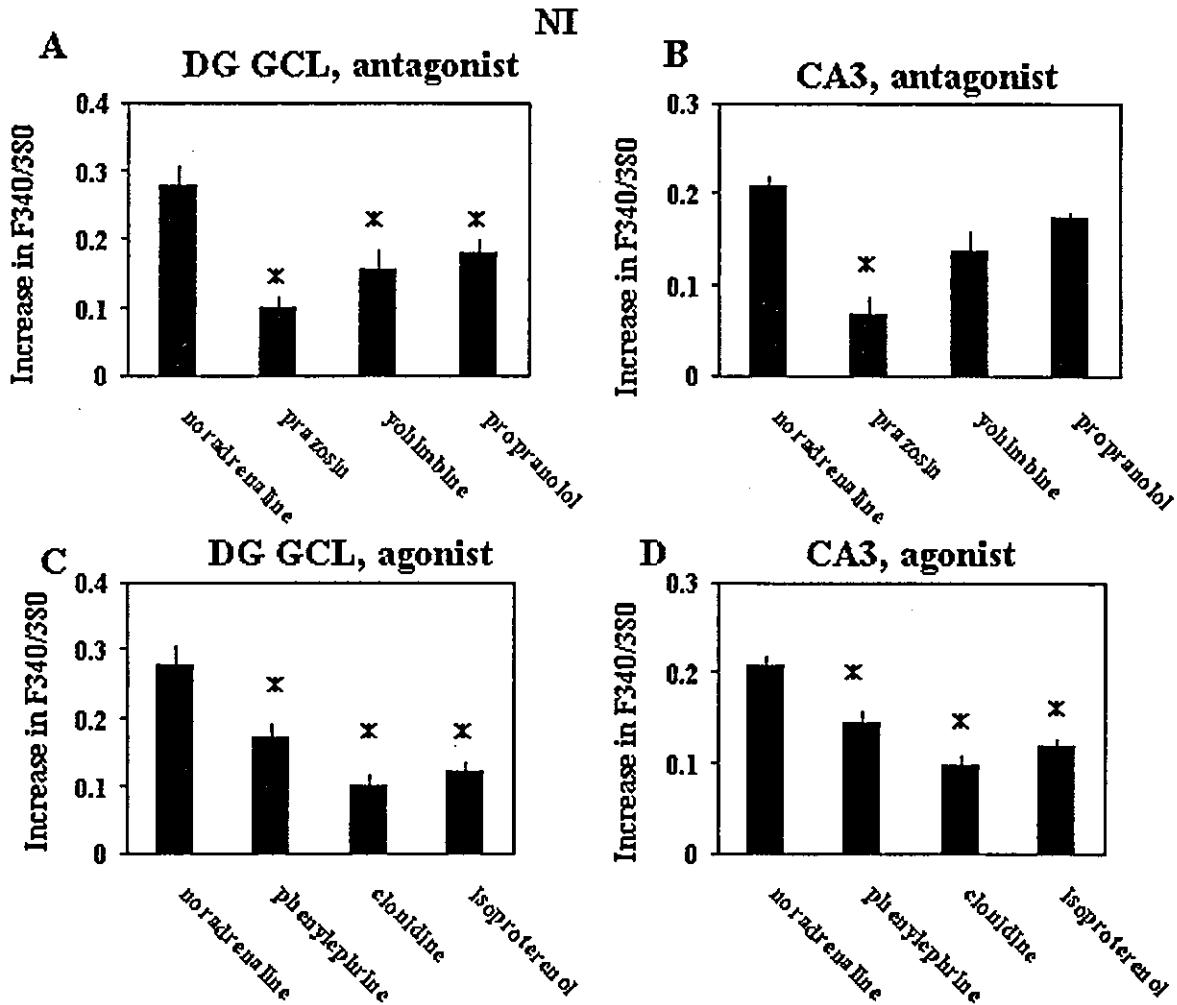 NI
A
DG GCL, antagonist
Increase in F340/380
0.4
0.3
0.2
0.1
0
*
*
*
noradrenaline
prazosin
yohimbine
propranolol
B
CA3, antagonist
Increase in F340/380
0.3
0.2
0.1
0
*
noradrenaline
prazosin
yohimbine
propranolol
C
DG GCL, agonist
Increase in F340/380
0.4
0.3
0.2
0.1
0
*
*
*
noradrenaline
phenylephrine
clonidine
isoproterenol
D
CA3, agonist
Increase in F340/380
0.3
0.2
0.1
0
*
*
*
noradrenaline
phenylephrine
clonidine
isoproterenol